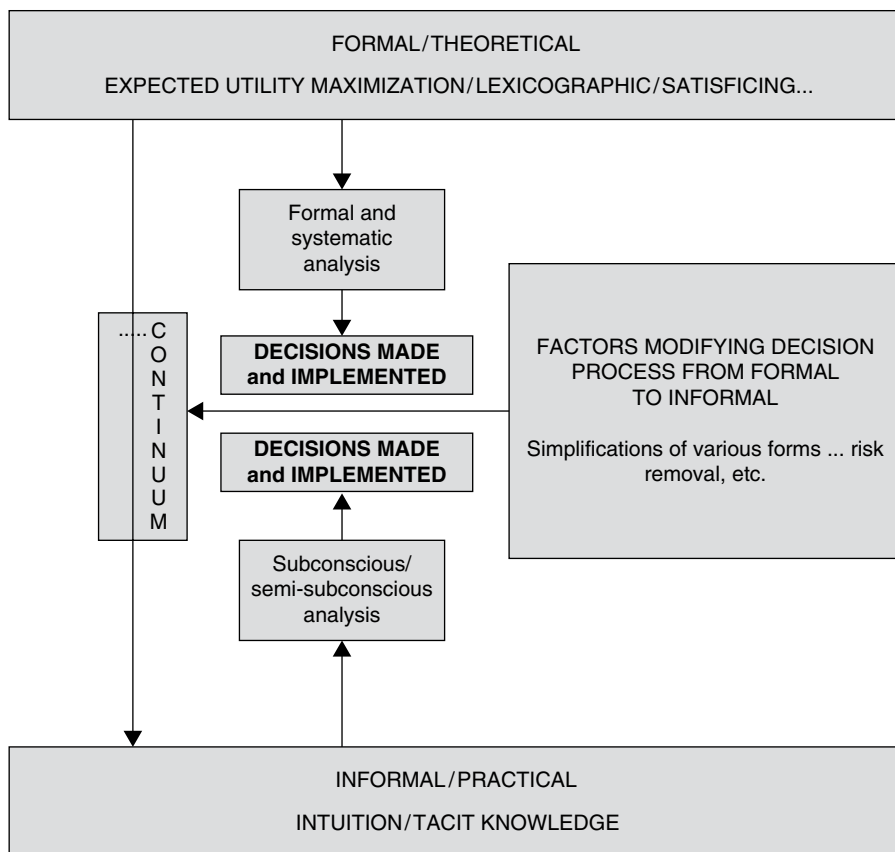 FORMAL/THEORETICAL
EXPECTED UTILITY MAXIMIZATION/LEXICOGRAPHIC/SATISFICING...
Formal and
systematic
analysis
DECISIONS MADE
and IMPLEMENTED
.....C
O
N
T
I
N
U
U
M
FACTORS MODIFYING DECISION
PROCESS FROM FORMAL
TO INFORMAL
Simplifications of various forms ... risk
removal, etc.
DECISIONS MADE
and IMPLEMENTED
Subconscious/
semi-subconscious
analysis
INFORMAL/PRACTICAL
INTUITION/TACIT KNOWLEDGE